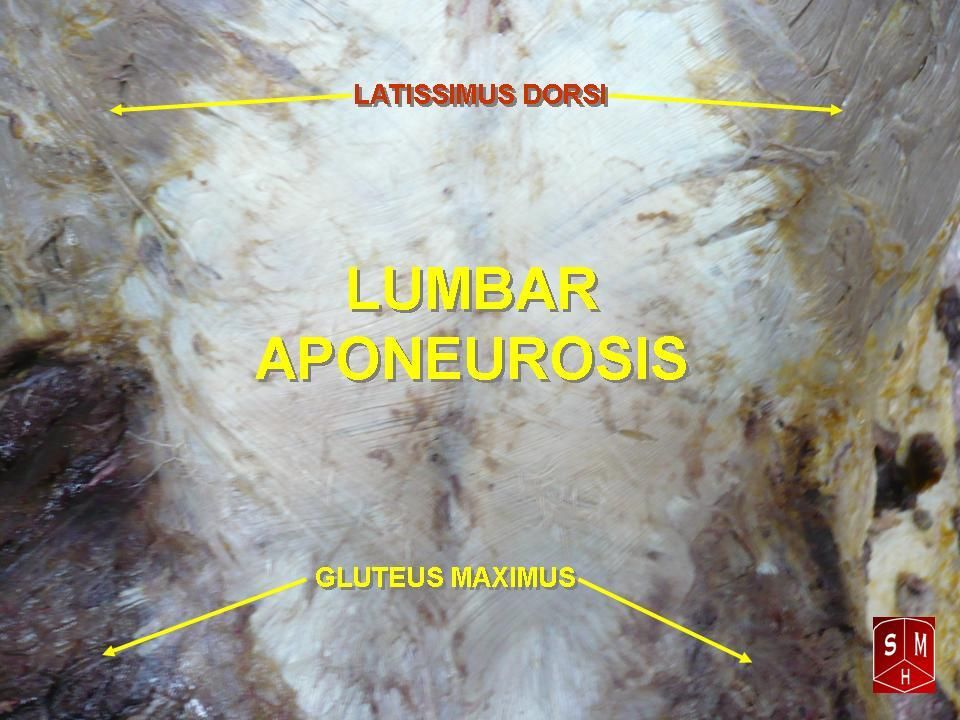 LATISSIMUS DORSI
LUMBAR
APONEUROSIS
GLUTEUS MAXIMUS
S M
H